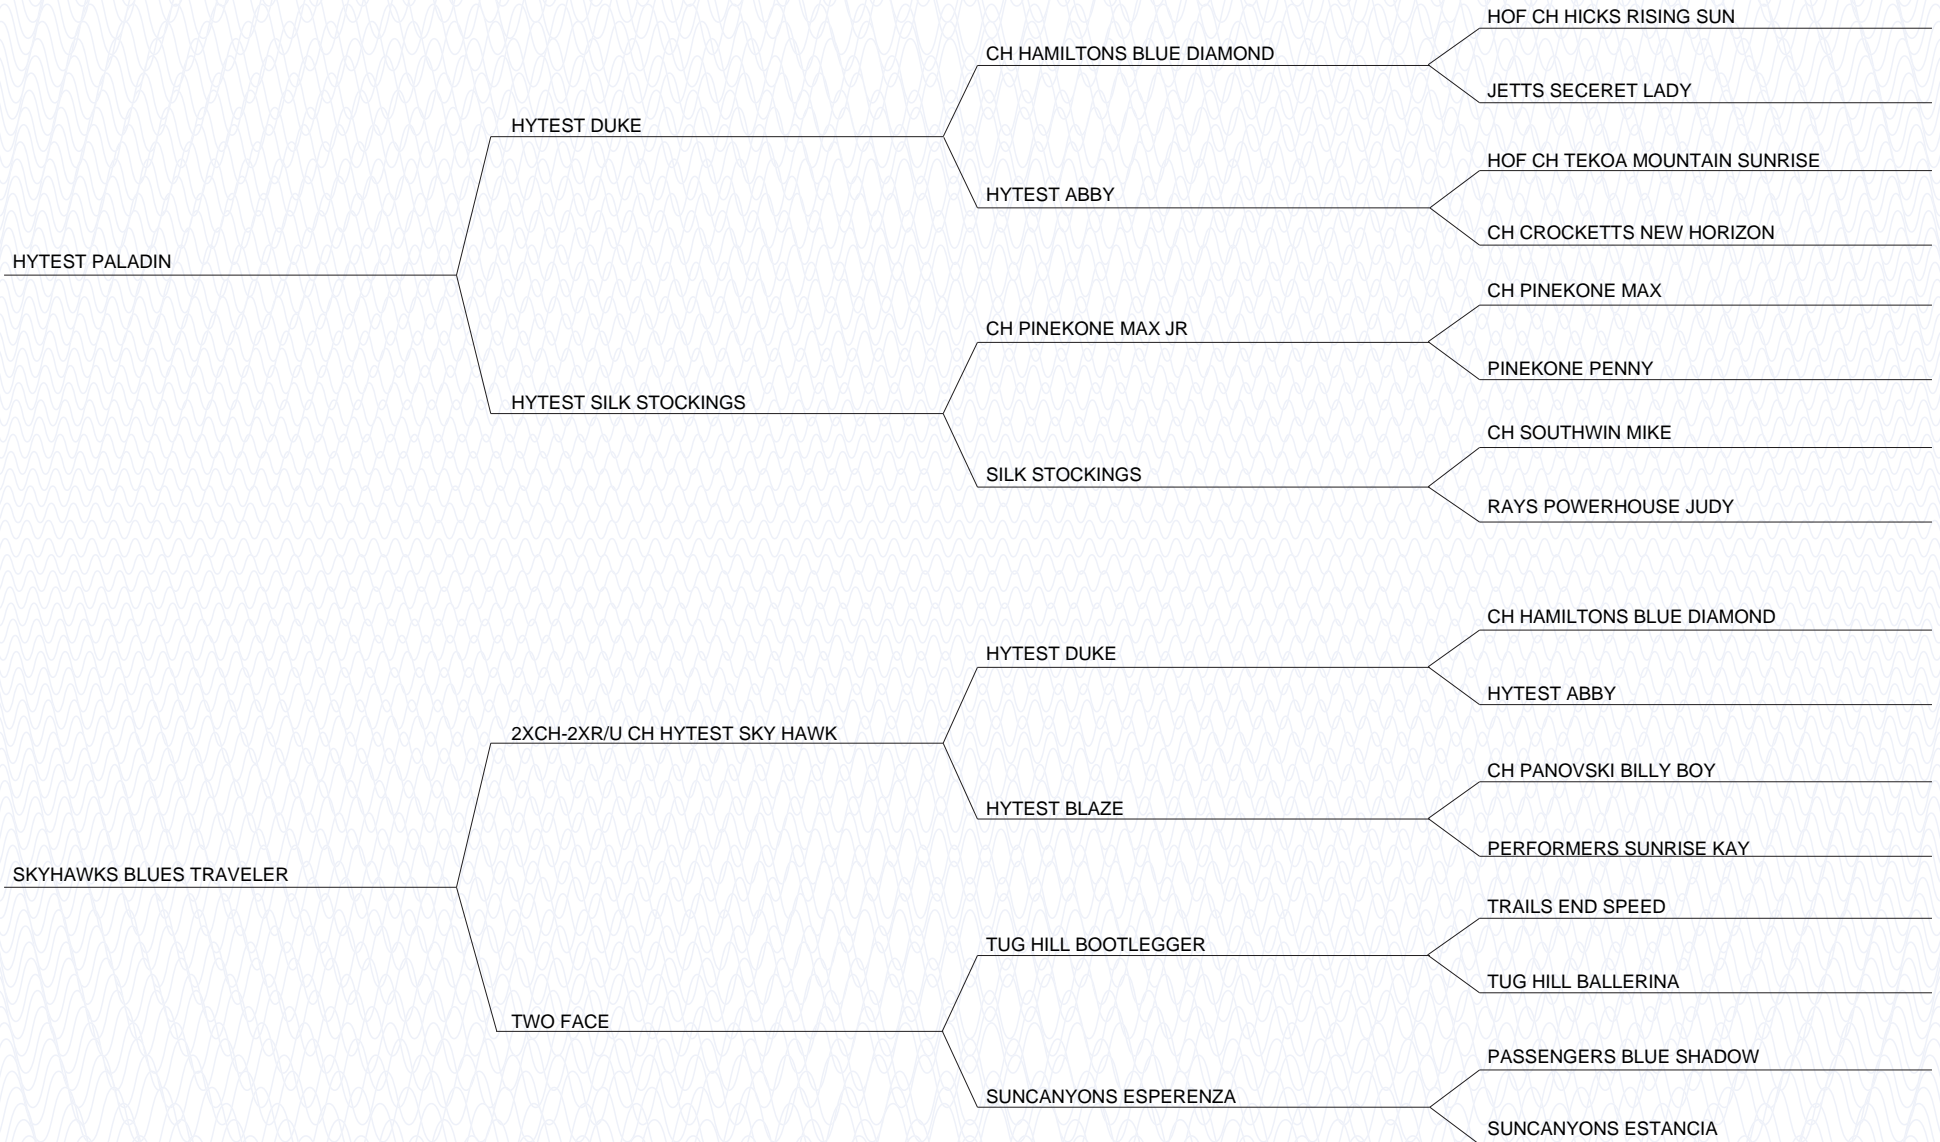 HOF CH HICKS RISING SUN
CH HAMILTONS BLUE DIAMOND
JETTS SECERET LADY
HYTEST DUKE
HOF CH TEKOA MOUNTAIN SUNRISE
HYTEST ABBY
CH CROCKETTS NEW HORIZON
HYTEST PALADIN
CH PINEKONE MAX
CH PINEKONE MAX JR
PINEKONE PENNY
HYTEST SILK STOCKINGS
CH SOUTHWIN MIKE
SILK STOCKINGS
RAYS POWERHOUSE JUDY
CH HAMILTONS BLUE DIAMOND
HYTEST DUKE
HYTEST ABBY
2XCH-2XR/U CH HYTEST SKY HAWK
CH PANOVSKI BILLY BOY
HYTEST BLAZE
PERFORMERS SUNRISE KAY
SKYHAWKS BLUES TRAVELER
TRAILS END SPEED
TUG HILL BOOTLEGGER
TUG HILL BALLERINA
TWO FACE
PASSENGERS BLUE SHADOW
SUNCANYONS ESPERENZA
SUNCANYONS ESTANCIA